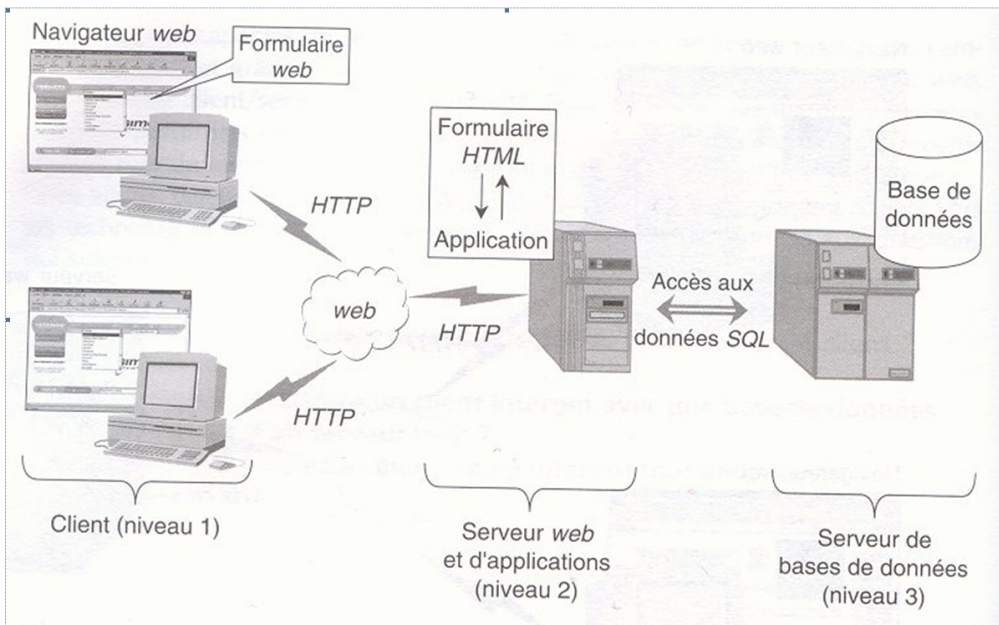 Navigateur web
Formulaire
web
HTTP
web
HTTP
HTTP
Formulaire
HTML
Application
Accès aux
données SQL
Base de
données
Client (niveau 1)
Serveur web
et d'applications
(niveau 2)
Serveur de
bases de données
(niveau 3)